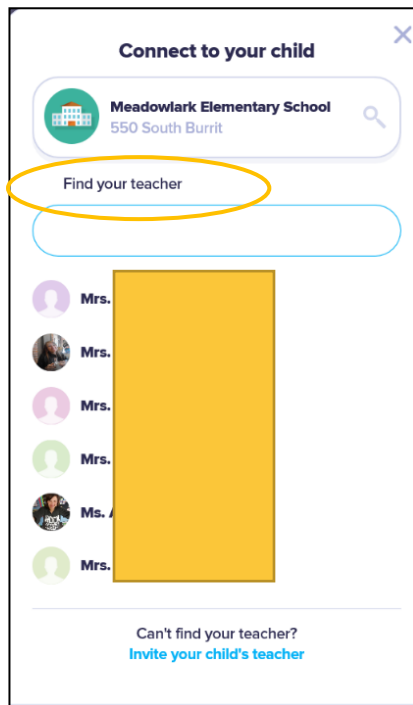 Connect to your child
Meadowlark Elementary School
550 South Burrit
Find your teacher
Mrs.
Mrs.
Mrs.
Mrs.
Ms.
Mrs.
Can't find your teacher?
Invite your child's teacher